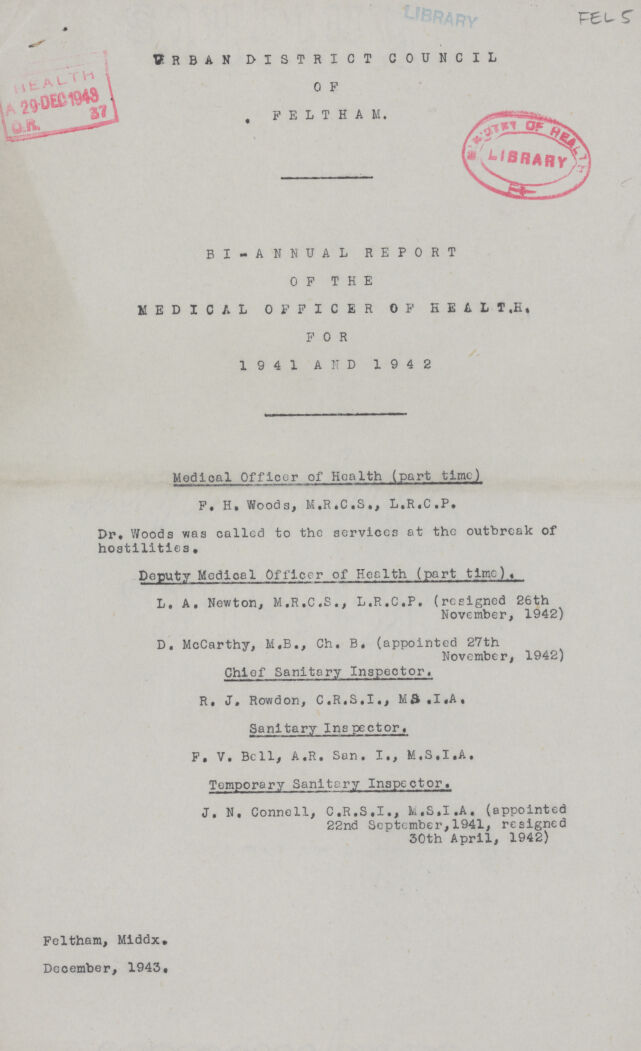 LIBRARY
FEL 5
URBAN DISTRICT COUNCIL
OF
FELTHAM.
HEALTH
29 DEC 1943
O.R. 37
MINISTRY OF HEALTH
LIBRARY
BI-ANNUAL REPORT
OF THE
MEDICAL OFFICER OF HEALT.H.
FOR
1941 AND 1942
Medical Officer of Health (part time)
F. H. Woods, M.R.C.S., L.R.C.P.
Dr. Woods was called to the services at the outbreak of
hostilities.
Deputy Medical Officer of Health (part time).
L. A. Newton, M.R.C.S., L.R.C.P. (resigned 26th
November, 1942)
D. McCarthy, M.B., Ch. B. (appointed 27th
November, 1942)
Chief Sanitary Inspector.
R. J. Rowdon, C.R.S.I., MS.I.A.
Sanitary Inspector.
F. V. Bell, A.R. San. I., M.S.I.A.
Temporary Sanitary Inspector.
J. N. Connell, C.R.S.I., M.S.I.A. (appointed
22nd September,1941, resigned
30th April, 1942)
Feltham, Middx.
December, 1943.